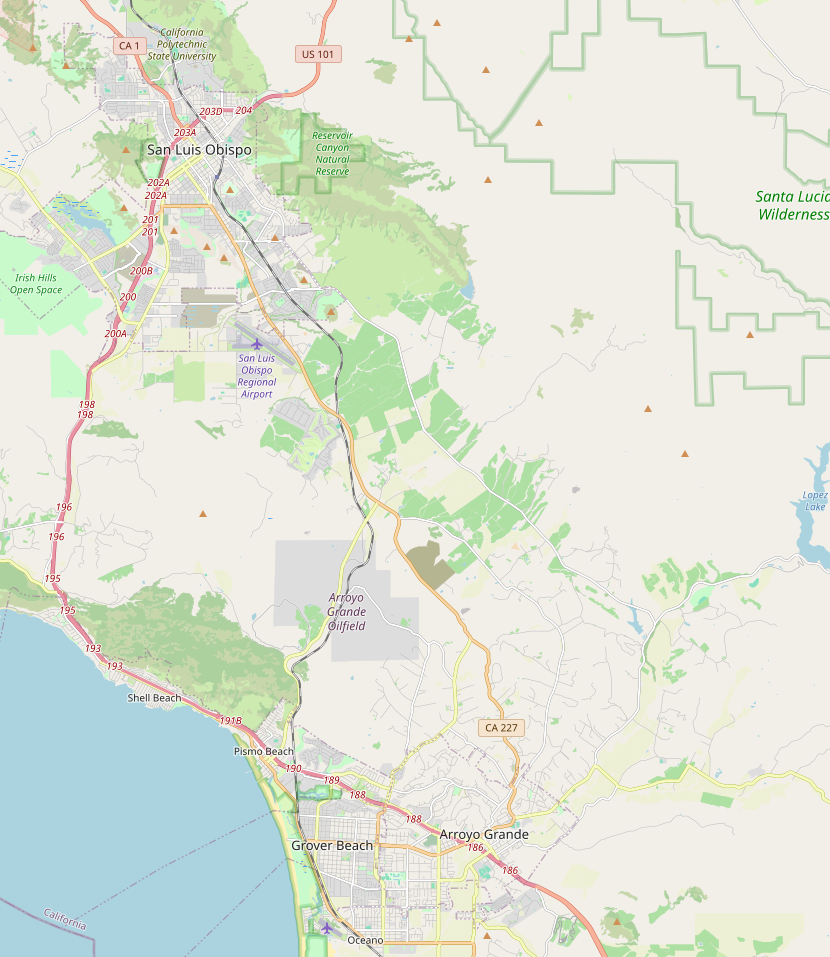 California
Polytechnic
State University
CA 1
US 101
203D
204
203A
San Luis Obispo
Reservoir
Canyon
Natural
Reserve
202A
202A
Santa Lucia
Wilderness
201
201
200B
Irish Hills
Open Space
200
200A
San Luis
Obispo
Regional
Airport
198
198
Lopez
Lake
196
196
195
195
Arroyo
Grande
Oilfield
193
193
Shell Beach
191B
CA 227
Pismo Beach
190
189
188
188
Arroyo Grande
Grover Beach
186
186
California
Oceano